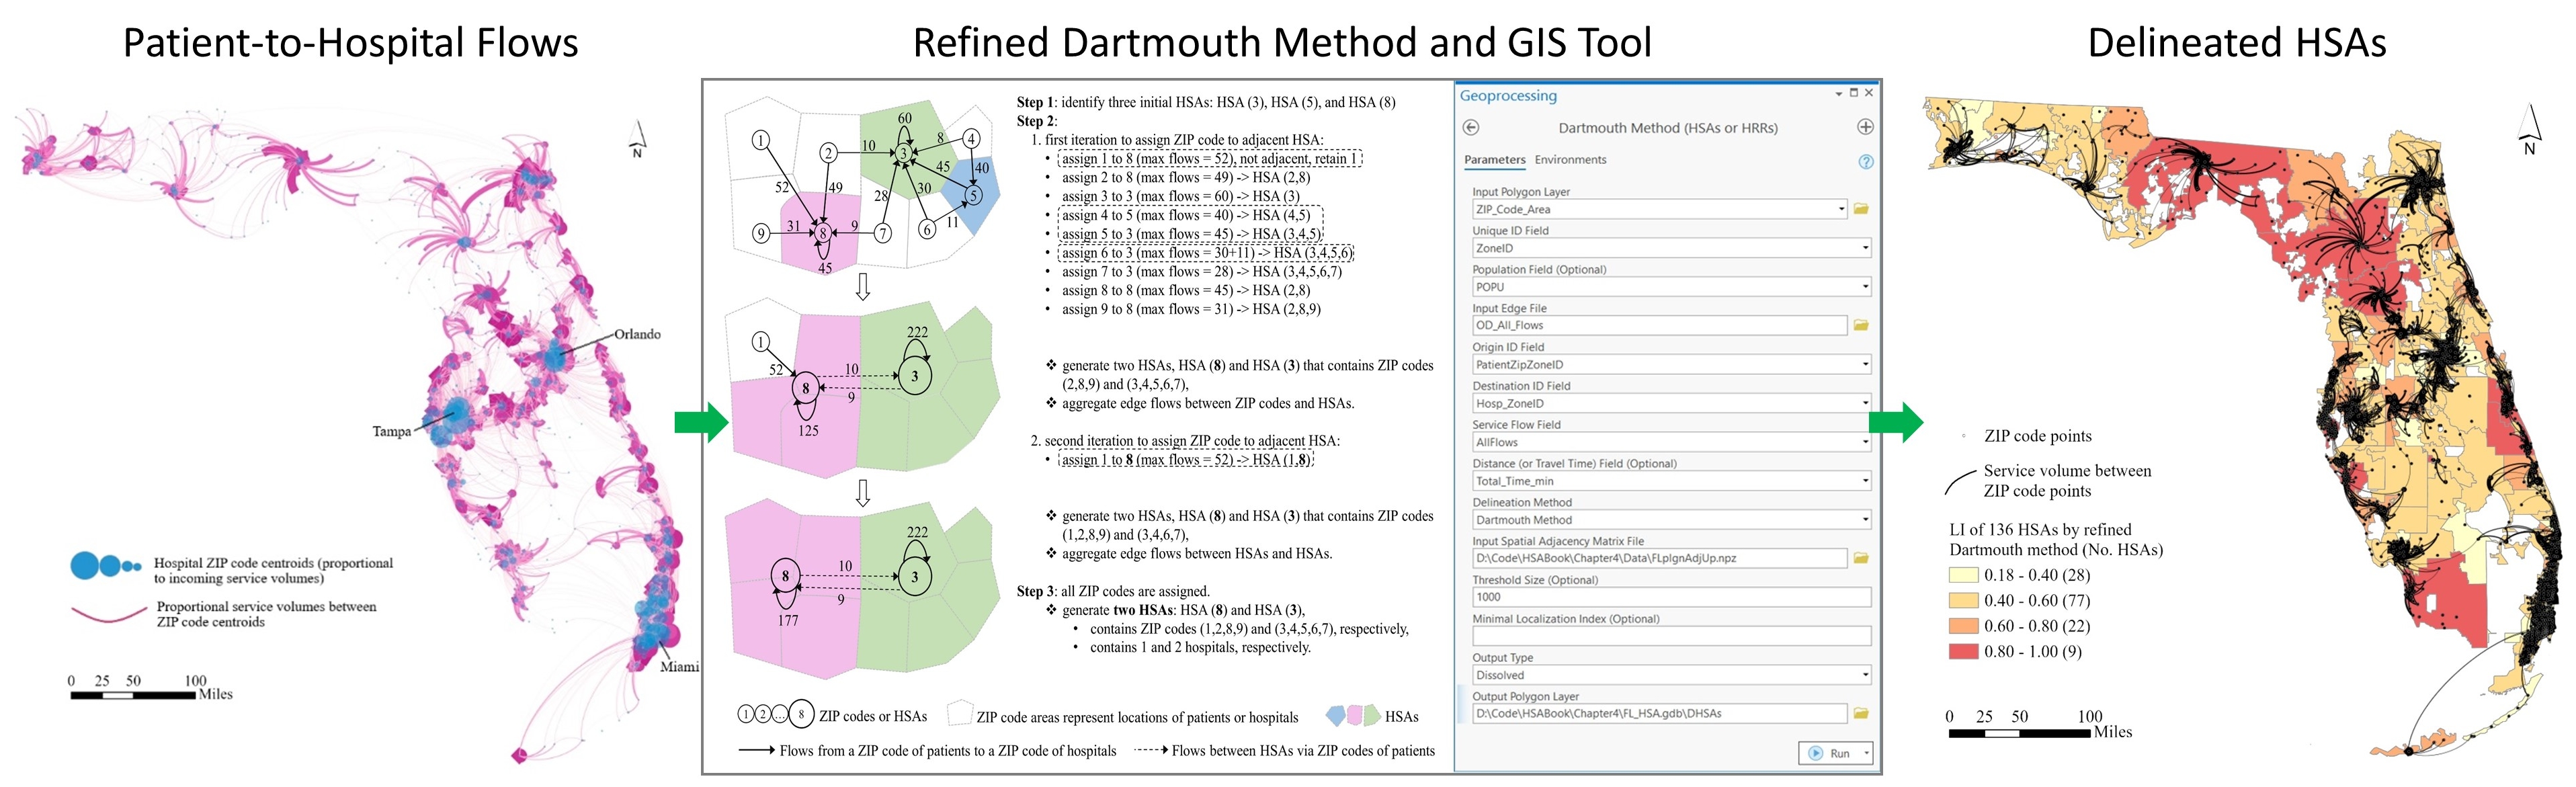 Patient-to-Hospital Flows
N
Orlando
Tampa
Miami
Hospital ZIP code centroids (proportional
to incoming service volumes)
Proportional service volumes between
ZIP code centroids
0 25 50 100
Miles
Refined Dartmouth Method and GIS Tool
60
1 2 10 3 8 4
45 40
52 49 28 30 5
9 31 8 9 7 6 11
45
1
52
222
10
8 3
9
125
222
10
8 3
9
177
Step 1: identify three initial HSAs: HSA (3), HSA (5), and HSA (8)
Step 2:
1. first iteration to assign ZIP code to adjacent HSA:
• assign 1 to 8 (max flows = 52), not adjacent, retain 1
• assign 2 to 8 (max flows = 49) -> HSA (2,8)
• assign 3 to 3 (max flows = 60) -> HSA (3)
• assign 4 to 5 (max flows = 40) -> HSA (4,5)
• assign 5 to 3 (max flows = 45) -> HSA (3,4,5)
• assign 6 to 3 (max flows = 30+11) -> HSA (3,4,5,6)
• assign 7 to 3 (max flows = 28) -> HSA (3,4,5,6,7)
• assign 8 to 8 (max flows = 45) -> HSA (2,8)
• assign 9 to 8 (max flows = 31) -> HSA (2,8,9)
❖ generate two HSAs, HSA (8) and HSA (3) that contains ZIP codes
(2,8,9) and (3,4,5,6,7),
❖ aggregate edge flows between ZIP codes and HSAs.
2. second iteration to assign ZIP code to adjacent HSA:
• assign 1 to 8 (max flows = 52) -> HSA (1,8)
❖ generate two HSAs, HSA (8) and HSA (3) that contains ZIP codes
(1,2,8,9) and (3,4,6,7),
❖ aggregate edge flows between HSAs and HSAs.
Step 3: all ZIP codes are assigned.
❖ generate two HSAs: HSA (8) and HSA (3),
• contains ZIP codes (1,2,8,9) and (3,4,5,6,7), respectively,
• contains 1 and 2 hospitals, respectively.
1 2 ... 8 ZIP codes or HSAs
ZIP code areas represent locations of patients or hospitals
HSAs
Flows from a ZIP code of patients to a ZIP code of hospitals
Flows between HSAs via ZIP codes of patients
Geoprocessing
Dartmouth Method (HSAs or HRRs)
Parameters Environments
?
Input Polygon Layer
ZIP_Code_Area
Unique ID Field
ZoneID
Population Field (Optional)
POPU
Input Edge File
OD_All_Flows
Origin ID Field
PatientZipZoneID
Destination ID Field
Hosp_ZoneID
Service Flow Field
AllFlows
Distance (or Travel Time) Field (Optional)
Total_Time_min
Delineation Method
Dartmouth Method
Input Spatial Adjacency Matrix File
D:\Code\HSABook\Chapter4\Data\FLplgnAdjUp.npz
Threshold Size (Optional)
1000
Minimal Localization Index (Optional)
Output Type
Dissolved
Output Polygon Layer
D:\Code\HSABook\Chapter4\FL_HSA.gdb\DHSAs
Run
Delineated HSAs
N
ZIP code points
Service volume between
ZIP code points
LI of 136 HSAs by refined
Dartmouth method (No. HSAs)
0.18 - 0.40 (28)
0.40 - 0.60 (77)
0.60 - 0.80 (22)
0.80 - 1.00 (9)
0 25 50 100
Miles